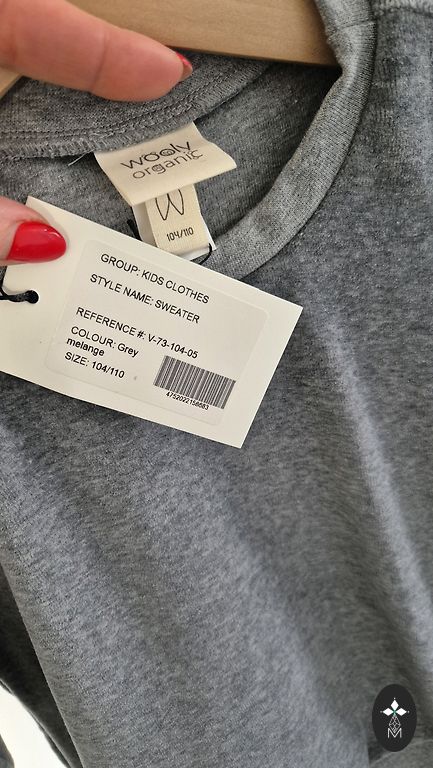 wooly
organic
104/110
GROUP: KIDS CLOTHES
STYLE NAME: SWEATER
REFERENCE #: V-73-104-05
COLOUR: Grey
melange
SIZE: 104/110
4752022158683
M